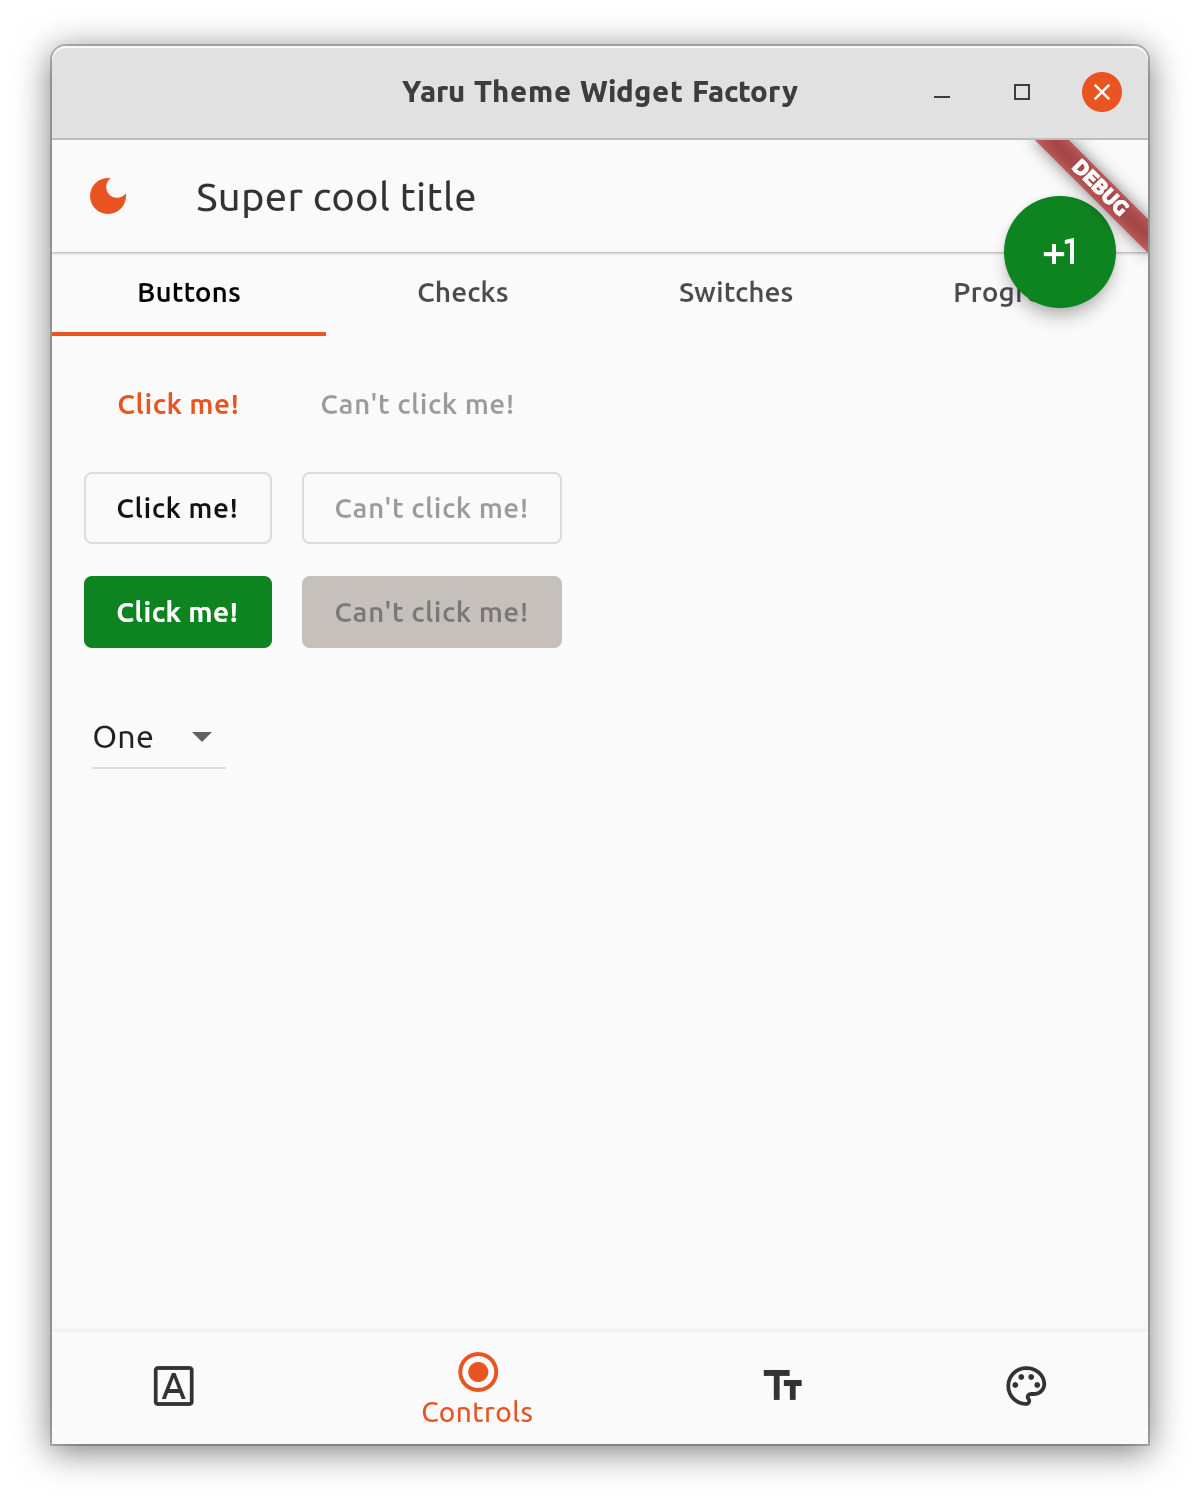 Yaru Theme Widget Factory
DEBUG
Super cool title
+1
Buttons Checks Switches Progr
Click me! Can't click me!
Click me! Can't click me!
Click me! Can't click me!
One
A
Tт
Controls